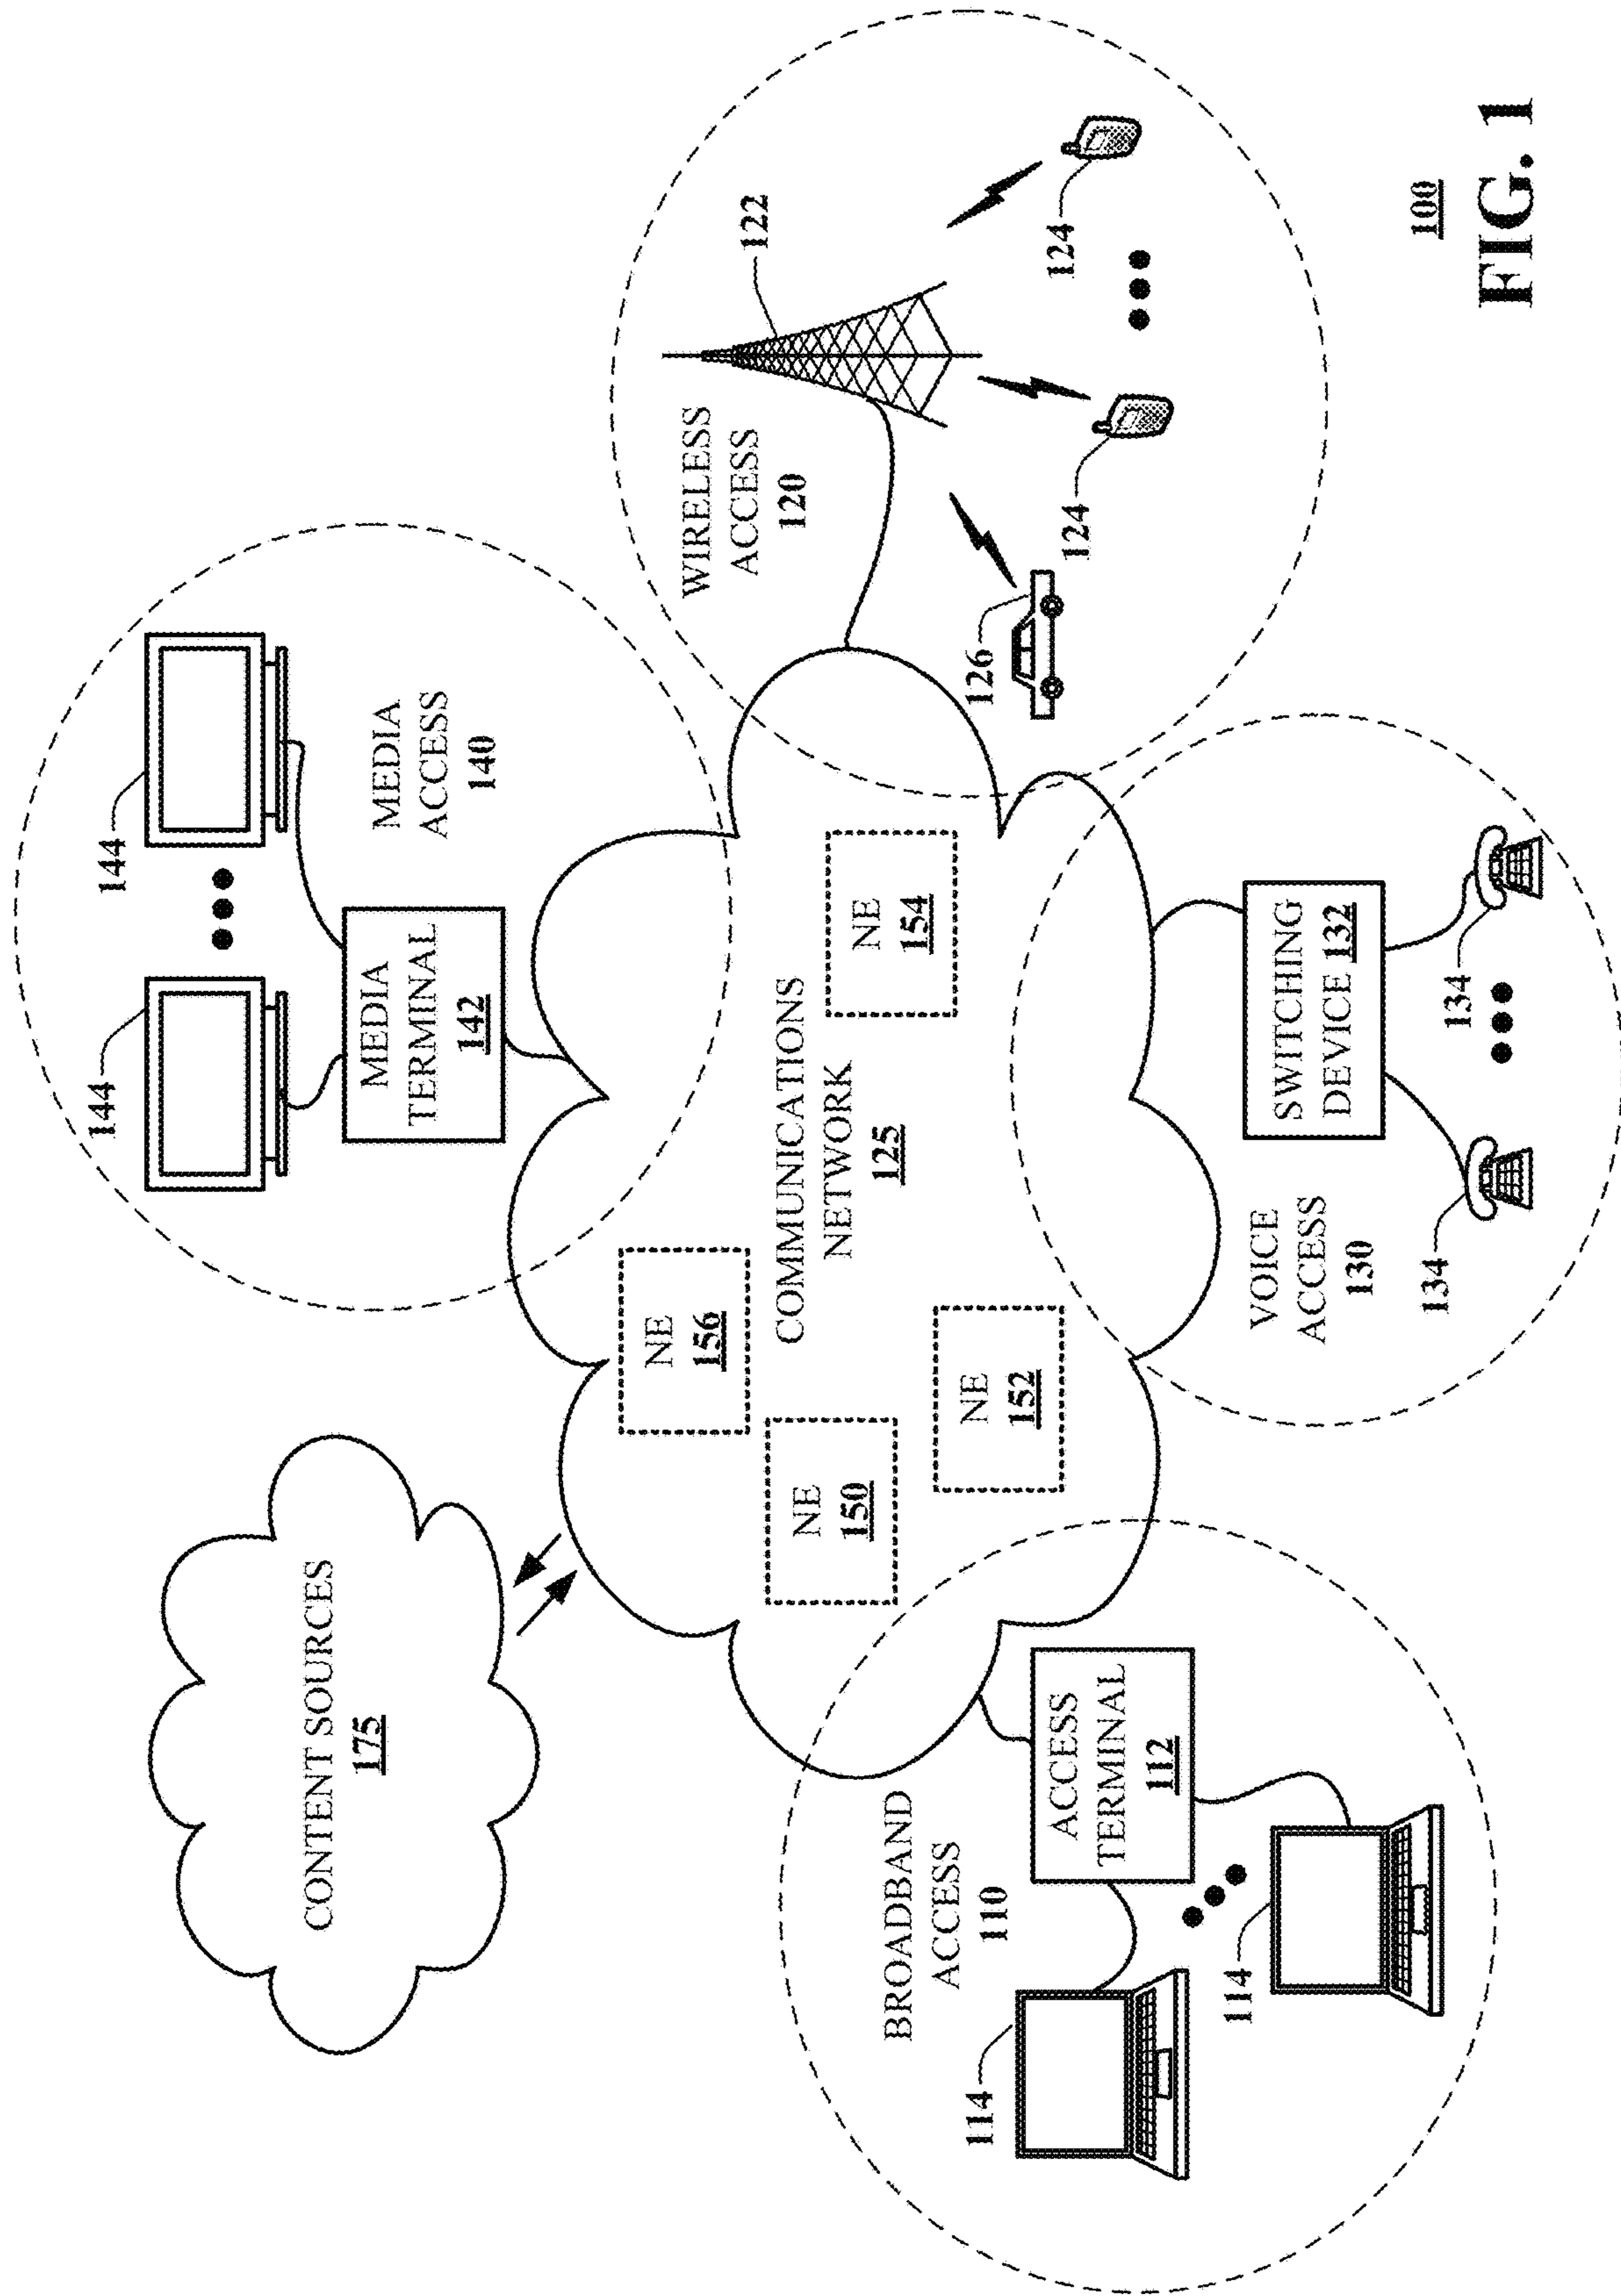 144
144
MEDIA
TERMINAL
142
MEDIA
ACCESS
140
CONTENT SOURCES
175
WIRELESS
ACCESS
120
122
124
124
126
NE
156
NE
150
NE
152
NE
154
COMMUNICATIONS
NETWORK
125
BROADBAND
ACCESS
110
ACCESS
TERMINAL
112
114
114
VOICE
ACCESS
130
SWITCHING
DEVICE 132
134
134
100
FIG. 1